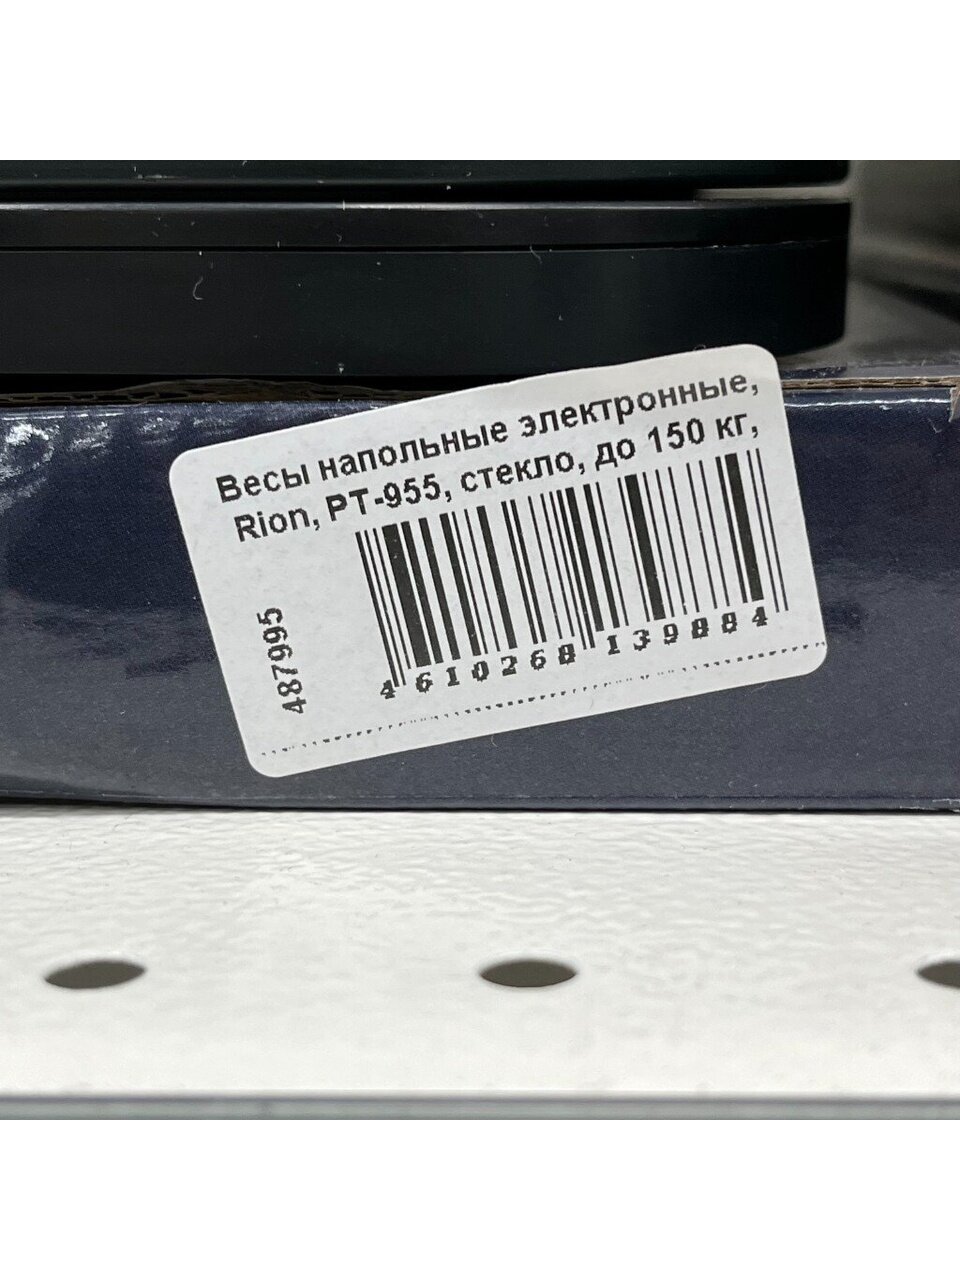 Весы напольные электронные,
Rion, PT-955, стекло, до 150 кг,
487995
4610268139884